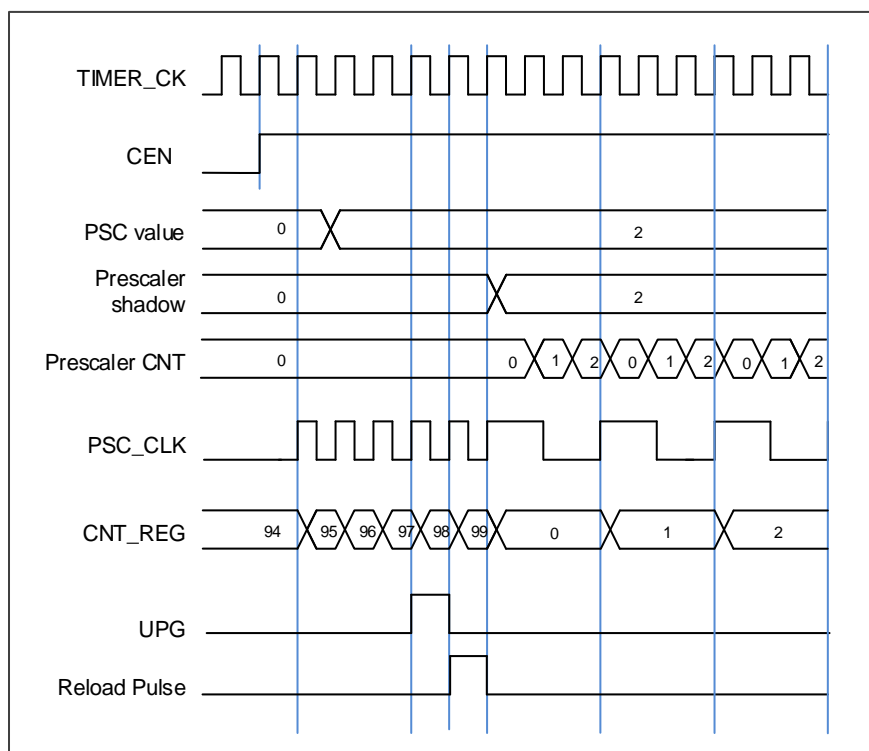 TIMER_CK
CEN
PSC value 0 2
Prescaler
shadow 0 2
Prescaler CNT 0 0 1 2 0 1 2 0 1 2
PSC_CLK
CNT_REG 94 95 96 97 98 99 0 1 2
UPG
Reload Pulse